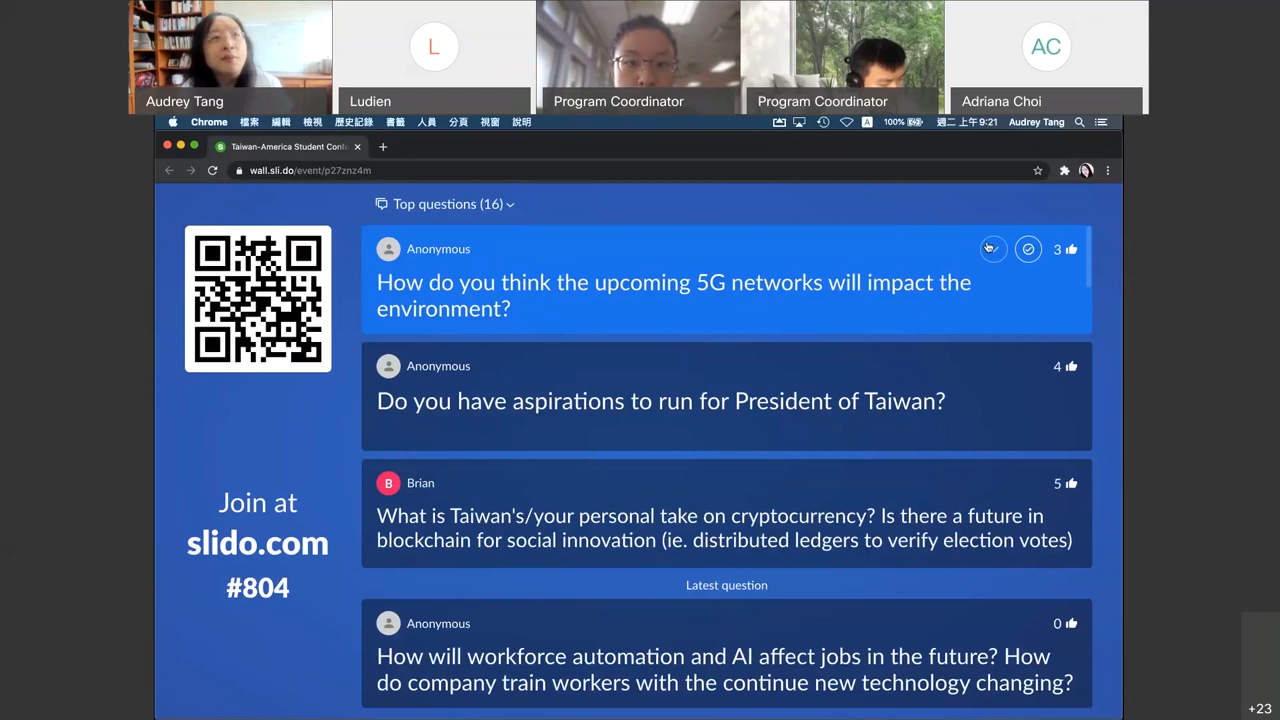 L
AC
Audrey Tang
Ludien
Program Coordinator
Program Coordinator
Adriana Choi
Chrome 檔案 編輯 檢視 歷史記錄 書籤 人員 分頁 視窗 說明
A 100% 週二 上午9:21 Audrey Tang
S Taiwan-America Student Conf
wall.sli.do/event/p27znz4m
Top questions (16)
Anonymous
3
How do you think the upcoming 5G networks will impact the
environment?
Anonymous
4
Do you have aspirations to run for President of Taiwan?
B Brian
5
What is Taiwan's/your personal take on cryptocurrency? Is there a future in
blockchain for social innovation (ie. distributed ledgers to verify election votes)
Join at
slido.com
#804
Latest question
Anonymous
0
How will workforce automation and AI affect jobs in the future? How
do company train workers with the continue new technology changing?
+23